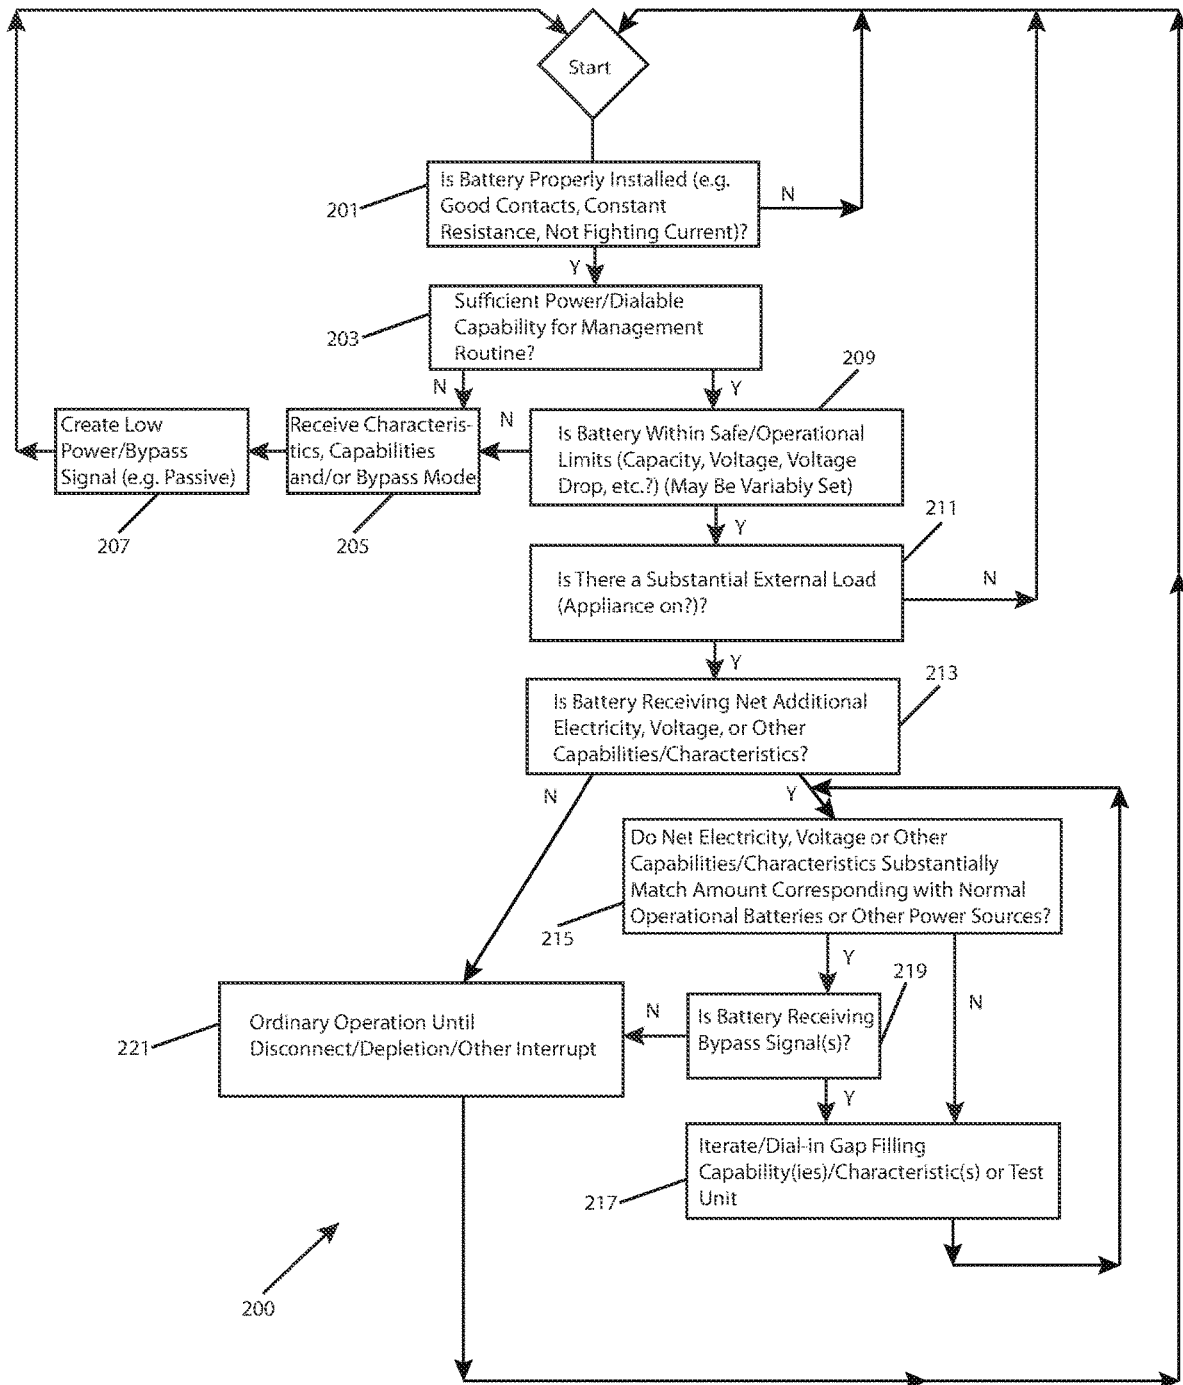 Start
Is Battery Properly Installed (e.g.
Good Contacts, Constant
Resistance, Not Fighting Current)?
N
201
Y
Sufficient Power/Dialable
Capability for Management
Routine?
203
N
Y
209
Create Low
Power/Bypass
Signal (e.g. Passive)
207
Receive Characteris-
tics, Capabilities
and/or Bypass Mode
205
N
Is Battery Within Safe/Operational
Limits (Capacity, Voltage, Voltage
Drop, etc.?) (May Be Variably Set)
Y
211
Is There a Substantial External Load
(Appliance on?)?
N
Y
213
Is Battery Receiving Net Additional
Electricity, Voltage, or Other
Capabilities/Characteristics?
N
Y
Do Net Electricity, Voltage or Other
Capabilities/Characteristics Substantially
Match Amount Corresponding with Normal
Operational Batteries or Other Power Sources?
215
Y
N
219
Is Battery Receiving
Bypass Signal(s)?
N
Ordinary Operation Until
Disconnect/Depletion/Other Interrupt
221
Y
Iterate/Dial-in Gap Filling
Capability(ies)/Characteristic(s) or Test
Unit
217
200